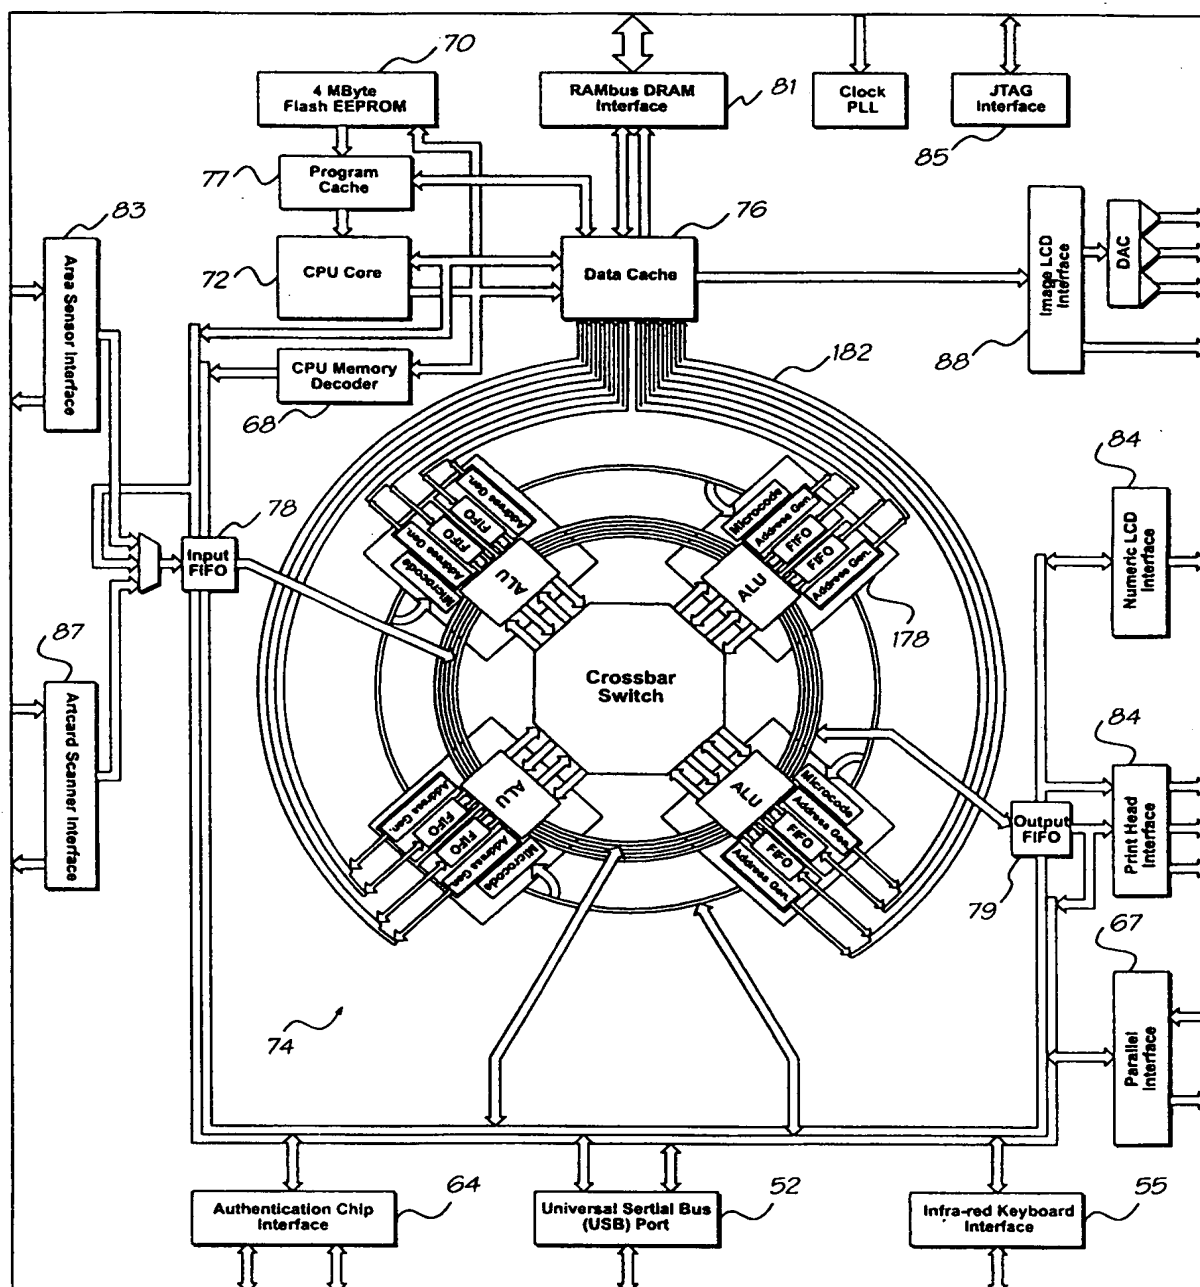 70
4 MByte
Flash EEPROM
RAMbus DRAM
Interface
81
Clock
PLL
JTAG
Interface
85
77
Program
Cache
83
Area Sensor Interface
72
CPU Core
76
Data Cache
Image LCD
Interface
88
DAC
CPU Memory
Decoder
68
182
84
Numeric LCD
Interface
78
Input
FIFO
Address Gen.
FIFO
FIFO
Address Gen.
Microcode
ALU
Microcode
Address Gen.
FIFO
FIFO
Address Gen.
ALU
178
87
Artcard Scanner Interface
Crossbar
Switch
84
Print Head
Interface
ALU
Address Gen.
FIFO
FIFO
Address Gen.
Microcode
ALU
Microcode
Address Gen.
FIFO
FIFO
Address Gen.
Output
FIFO
79
67
Parallel
Interface
74
Authentication Chip
Interface
64
Universal Sertial Bus
(USB) Port
52
Infra-red Keyboard
Interface
55